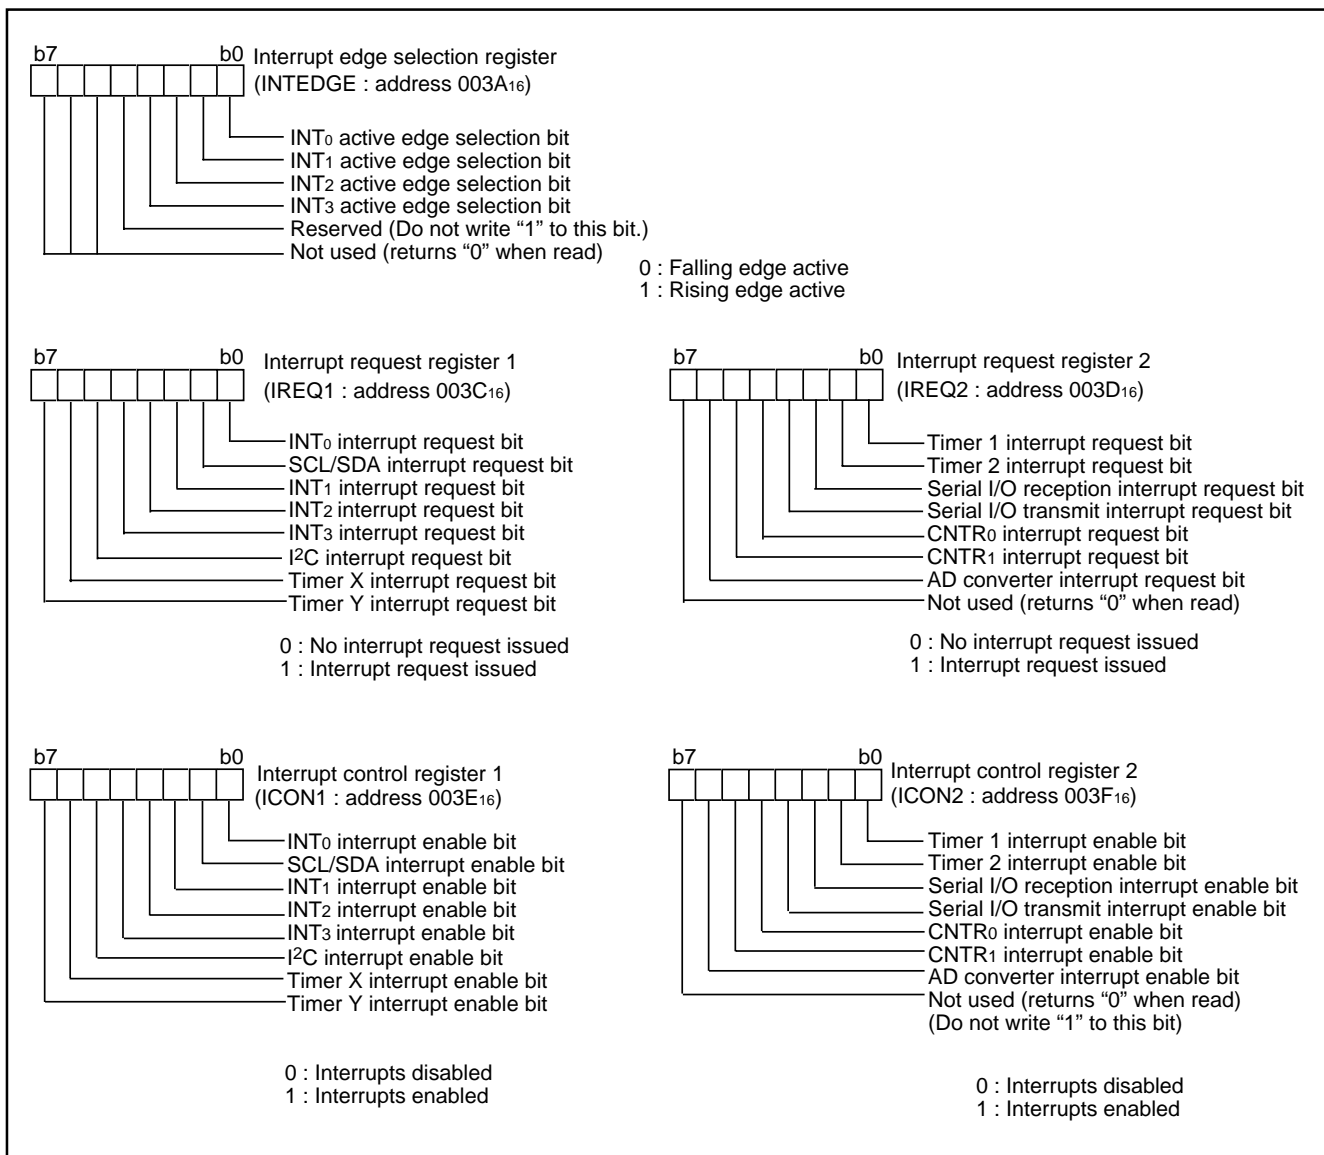 b7 b0 Interrupt edge selection register
(INTEDGE : address 003A16)
INT0 active edge selection bit
INT1 active edge selection bit
INT2 active edge selection bit
INT3 active edge selection bit
Reserved (Do not write “1” to this bit.)
Not used (returns “0” when read)
0 : Falling edge active
1 : Rising edge active
b7 b0 Interrupt request register 1
(IREQ1 : address 003C16)
INT0 interrupt request bit
SCL/SDA interrupt request bit
INT1 interrupt request bit
INT2 interrupt request bit
INT3 interrupt request bit
I2C interrupt request bit
Timer X interrupt request bit
Timer Y interrupt request bit
0 : No interrupt request issued
1 : Interrupt request issued
b7 b0 Interrupt request register 2
(IREQ2 : address 003D16)
Timer 1 interrupt request bit
Timer 2 interrupt request bit
Serial I/O reception interrupt request bit
Serial I/O transmit interrupt request bit
CNTR0 interrupt request bit
CNTR1 interrupt request bit
AD converter interrupt request bit
Not used (returns “0” when read)
0 : No interrupt request issued
1 : Interrupt request issued
b7 b0 Interrupt control register 1
(ICON1 : address 003E16)
INT0 interrupt enable bit
SCL/SDA interrupt enable bit
INT1 interrupt enable bit
INT2 interrupt enable bit
INT3 interrupt enable bit
I2C interrupt enable bit
Timer X interrupt enable bit
Timer Y interrupt enable bit
0 : Interrupts disabled
1 : Interrupts enabled
b7 b0 Interrupt control register 2
(ICON2 : address 003F16)
Timer 1 interrupt enable bit
Timer 2 interrupt enable bit
Serial I/O reception interrupt enable bit
Serial I/O transmit interrupt enable bit
CNTR0 interrupt enable bit
CNTR1 interrupt enable bit
AD converter interrupt enable bit
Not used (returns “0” when read)
(Do not write “1” to this bit)
0 : Interrupts disabled
1 : Interrupts enabled